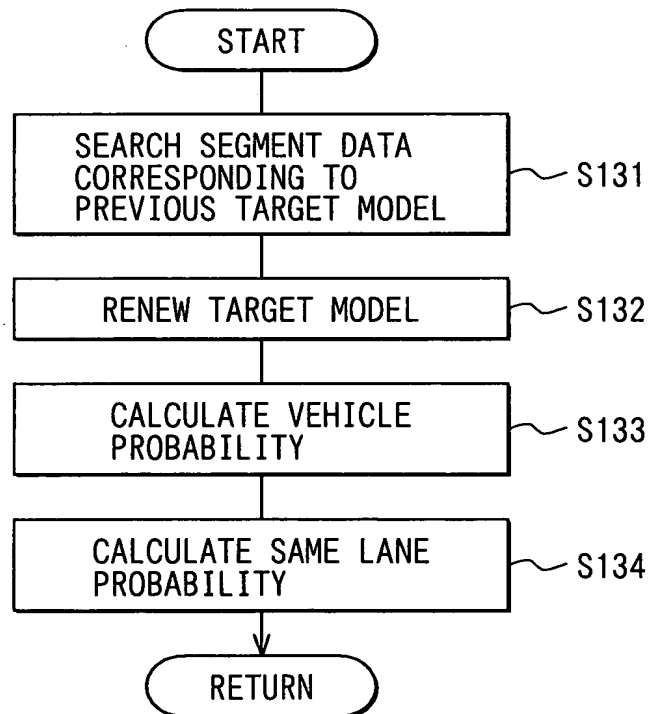 START
SEARCH SEGMENT DATA
CORRESPONDING TO
PREVIOUS TARGET MODEL
S131
RENEW TARGET MODEL
S132
CALCULATE VEHICLE
PROBABILITY
S133
CALCULATE SAME LANE
PROBABILITY
S134
RETURN